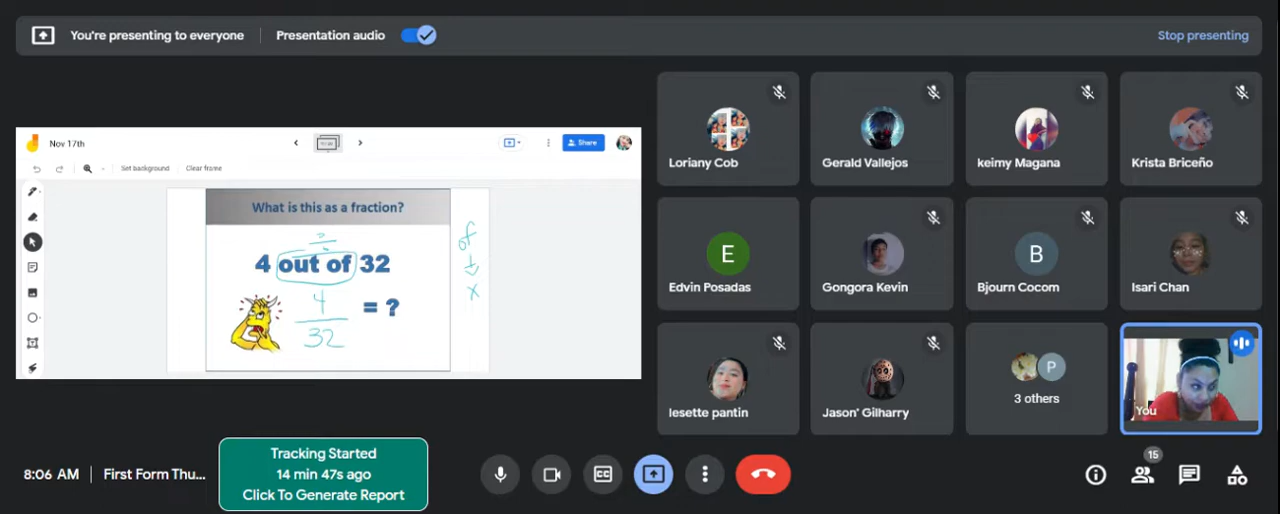 You're presenting to everyone
Presentation audio
Stop presenting
Nov 17th
Share
Set background
Clear frame
What is this as a fraction?
4 out of 32
4
32
= ?
of
x
Loriany Cob
Gerald Vallejos
keimy Magana
Krista Briceño
E
Edvin Posadas
Gongora Kevin
B
Bjourn Cocom
Isari Chan
lesette pantin
Jason' Gilharry
P
3 others
You
8:06 AM
First Form Thu...
Tracking Started
14 min 47s ago
Click To Generate Report
CC
15